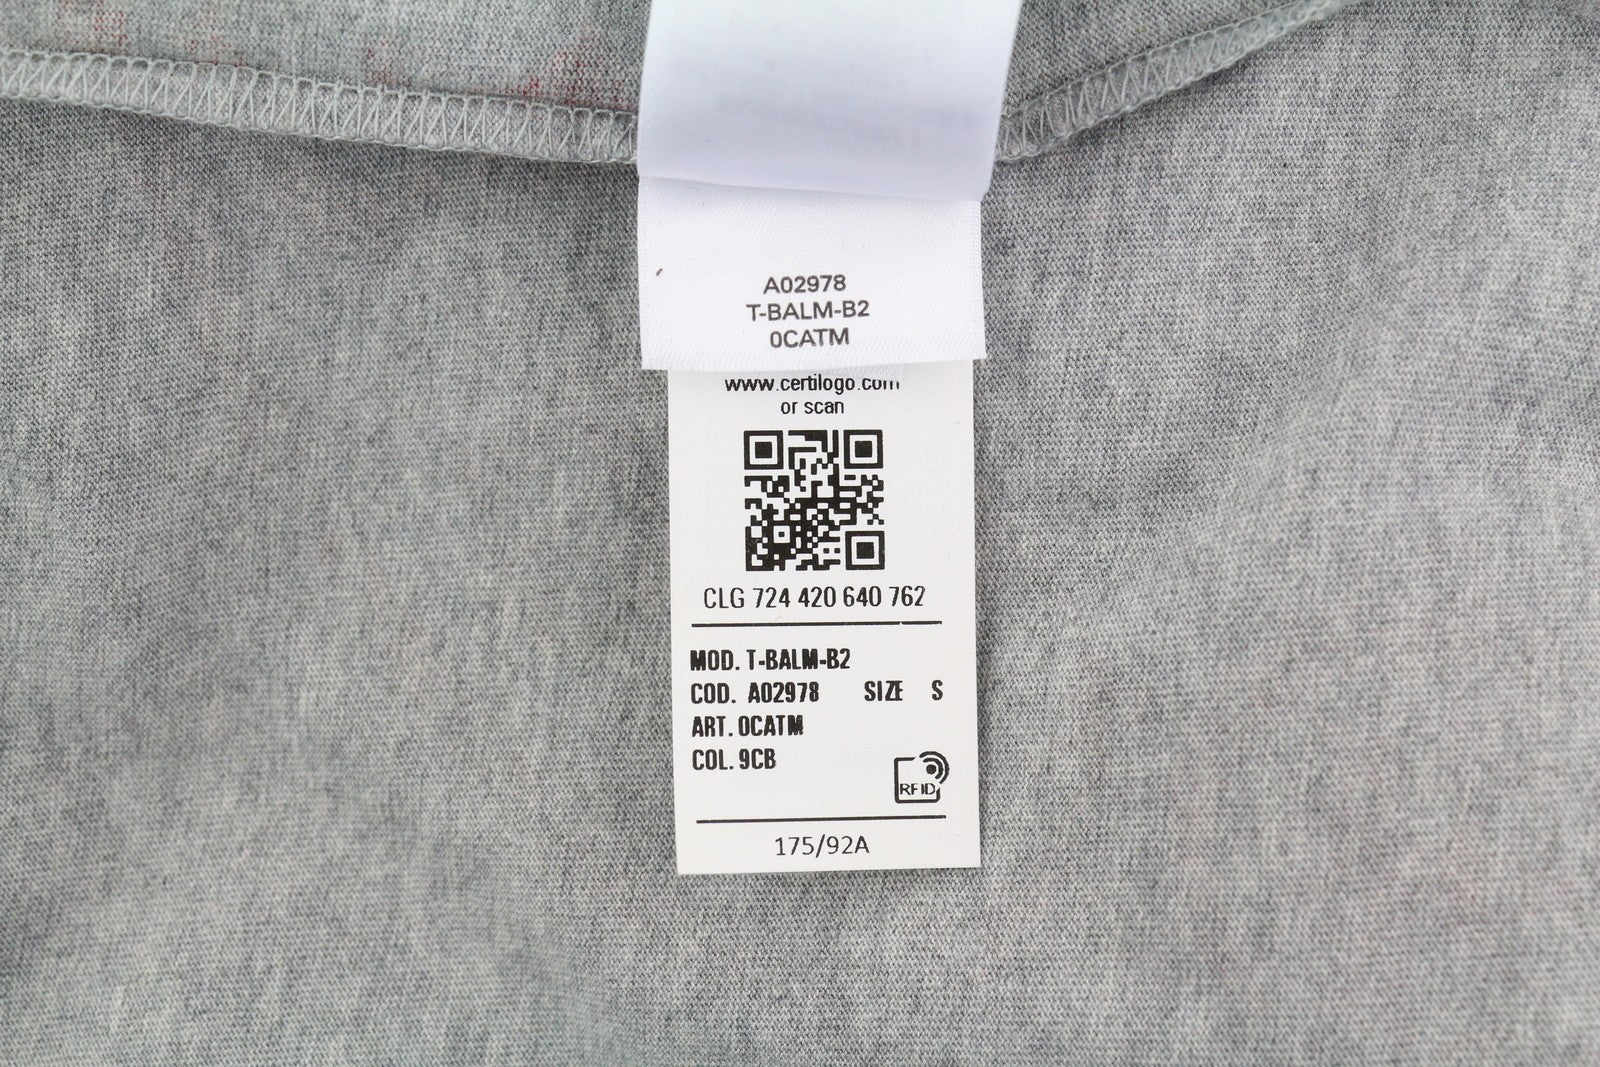 A02978
T-BALM-B2
0CATM
www.certilogo.com
or scan
CLG 724 420 640 762
MOD. T-BALM-B2
COD. A02978 SIZE S
ART. 0CATM
COL. 9CB
RFID
175/92A